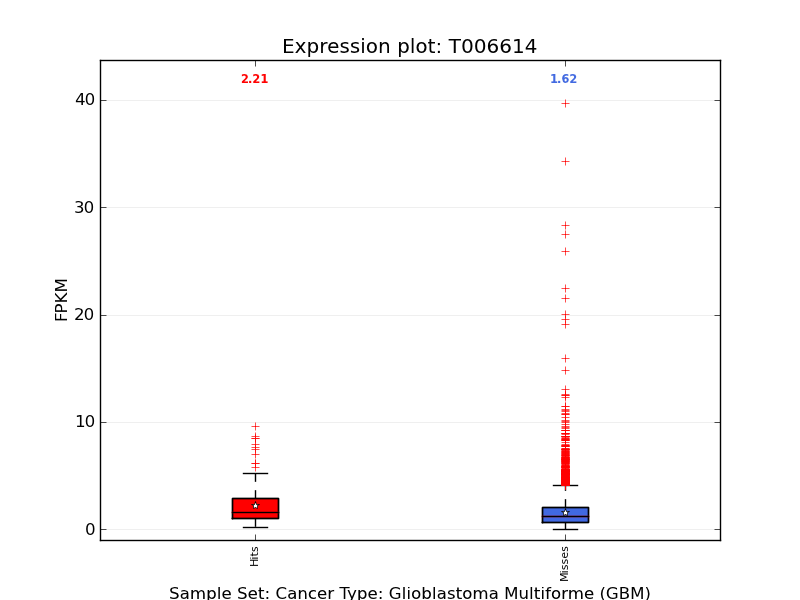 Expression plot: T006614
2.21
1.62
40
30
20
10
0
FPKM
Hits
Misses
Sample Set: Cancer Type: Glioblastoma Multiforme (GBM)